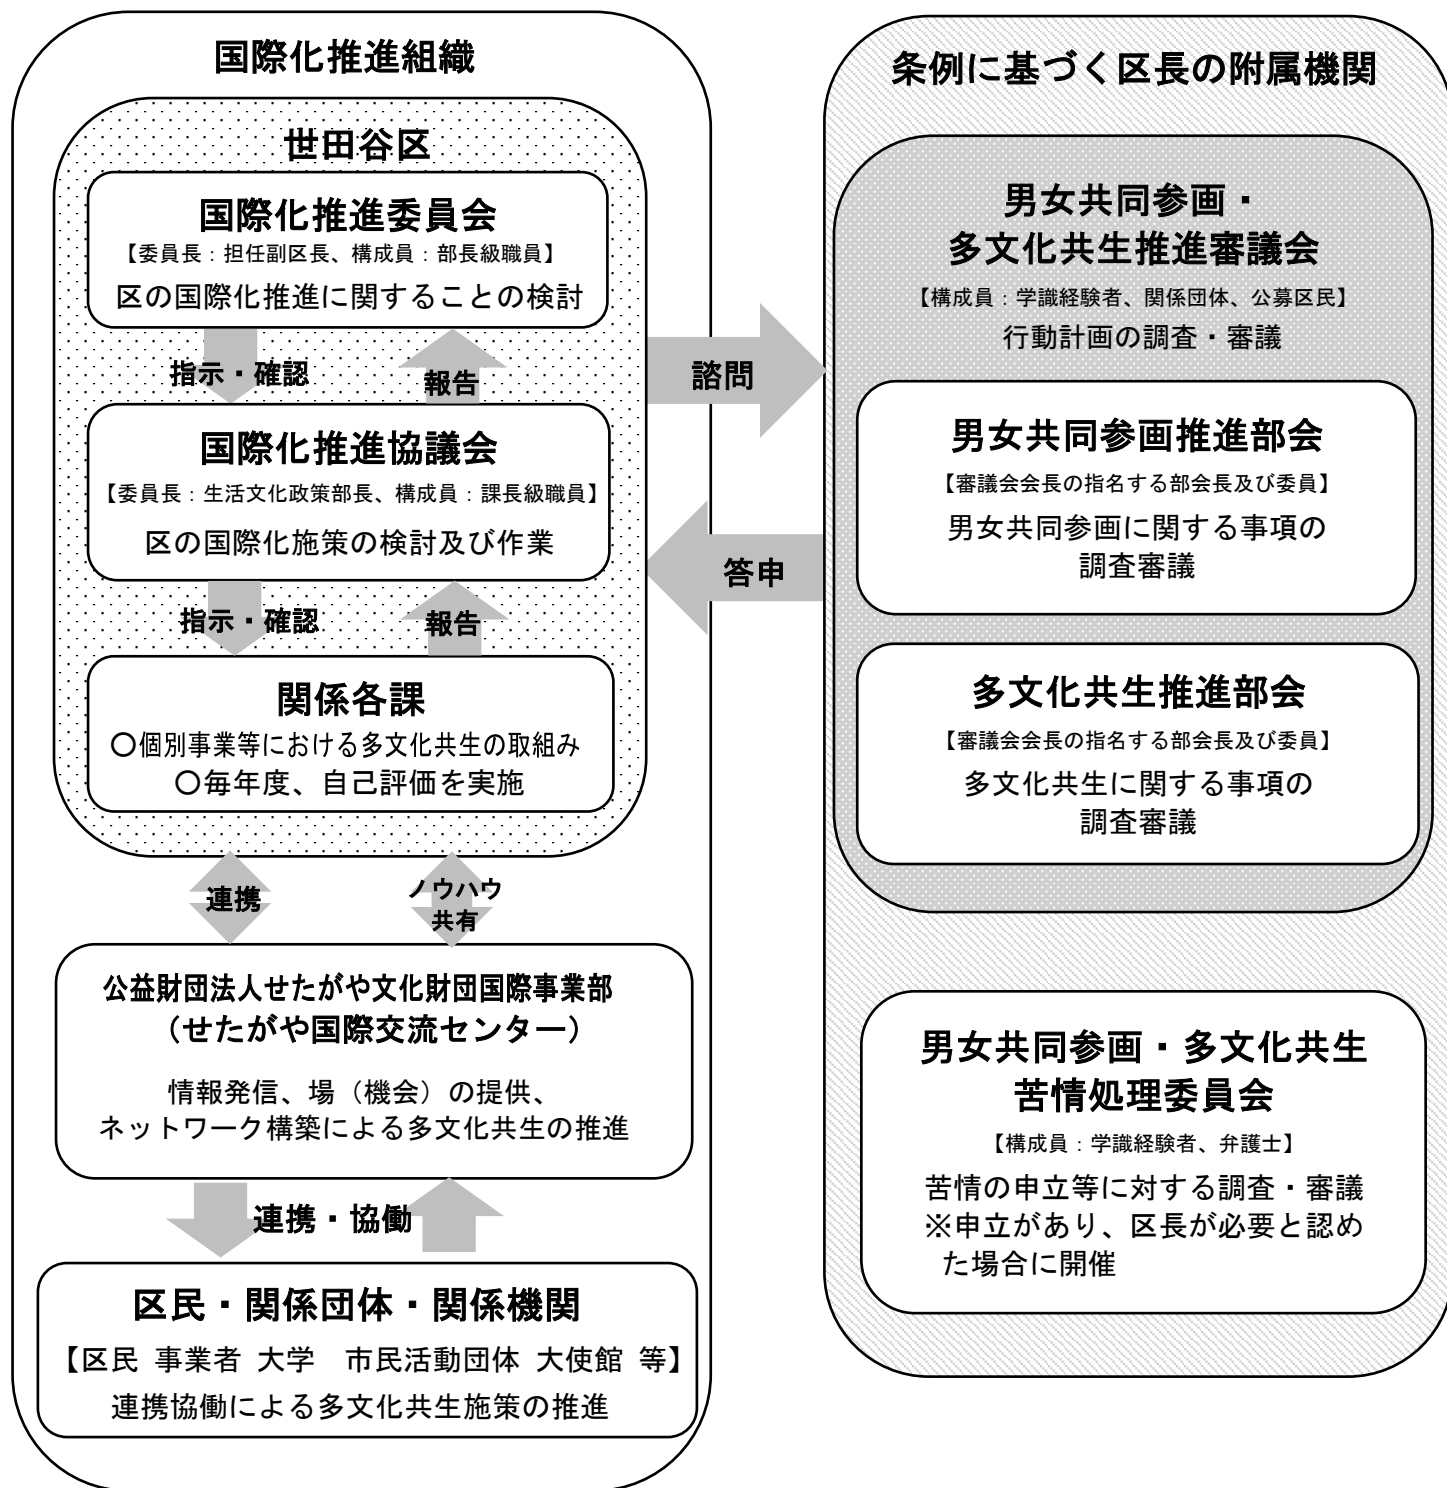 国際化推進組織
世田谷区
国際化推進委員会
【委員長：担任副区長、構成員：部長級職員】
区の国際化推進に関することの検討
指示・確認
報告
国際化推進協議会
【委員長：生活文化政策部長、構成員：課長級職員】
区の国際化施策の検討及び作業
指示・確認
報告
関係各課
〇個別事業等における多文化共生の取組み
〇毎年度、自己評価を実施
連携
ノウハウ
共有
公益財団法人せたがや文化財団国際事業部
（せたがや国際交流センター）
情報発信、場（機会）の提供、
ネットワーク構築による多文化共生の推進
連携・協働
区民・関係団体・関係機関
【区民 事業者 大学　市民活動団体 大使館 等】
連携協働による多文化共生施策の推進
諮問
答申
条例に基づく区長の附属機関
男女共同参画・
多文化共生推進審議会
【構成員：学識経験者、関係団体、公募区民】
行動計画の調査・審議
男女共同参画推進部会
【審議会会長の指名する部会長及び委員】
男女共同参画に関する事項の
調査審議
多文化共生推進部会
【審議会会長の指名する部会長及び委員】
多文化共生に関する事項の
調査審議
男女共同参画・多文化共生
苦情処理委員会
【構成員：学識経験者、弁護士】
苦情の申立等に対する調査・審議
※申立があり、区長が必要と認め
た場合に開催